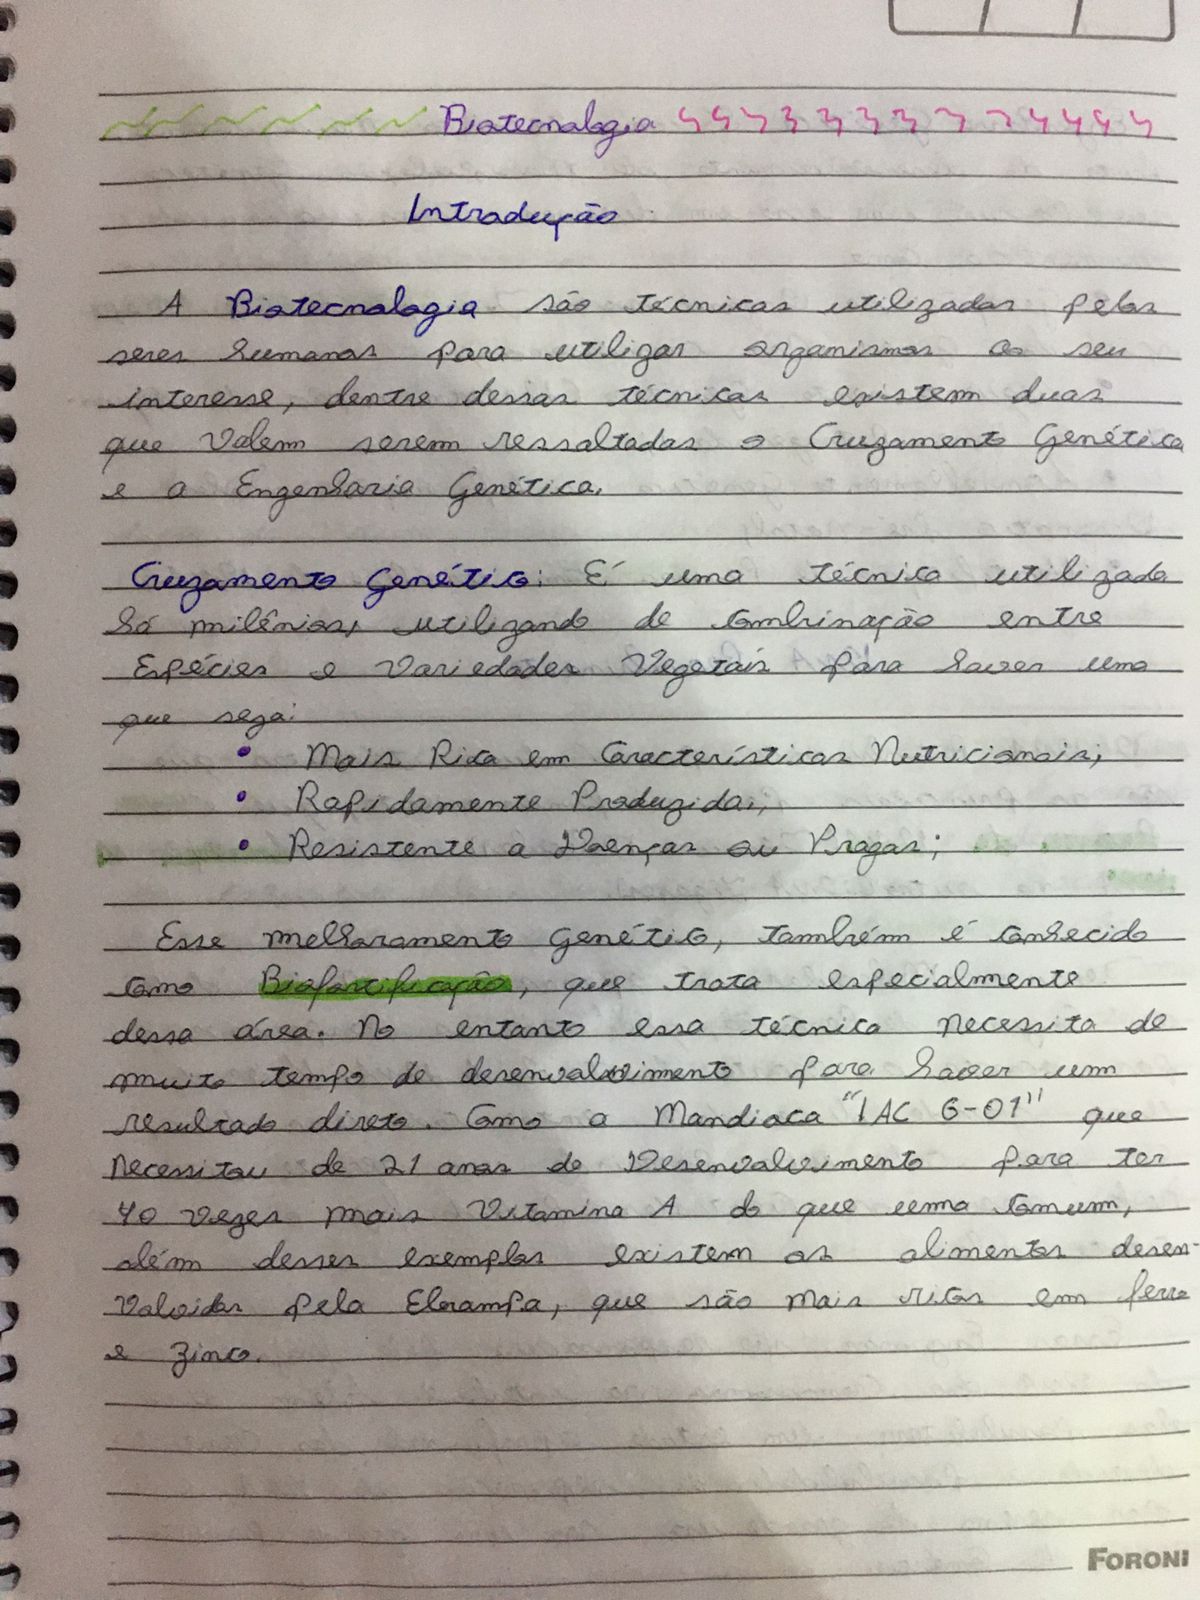 Biotecnologia
Introdução
A Biotecnologia são técnicas utilizadas pelos
seres humanos para utilizar organismos ao seu
interesse, dentre dessas técnicas existem duas
que valem serem ressaltadas o Cruzamento Genético
e a Engenharia Genética.
Cruzamento Genético: É uma técnica utilizada
há milênios, utilizando de combinação entre
Espécies e Variedades Vegetais para haver uma
que seja:
• Mais Rica em Características Nutricionais;
• Rapidamente Produzida;
• Resistente a Doenças ou Pragas;
Esse melhoramento genético, também é conhecido
como Biofortificação, que trata especialmente
dessa área. No entanto essa técnica necessita de
muito tempo de desenvolvimento para haver um
resultado direto. Como a Mandioca "IAC 6-01" que
necessitou de 21 anos de Desenvolvimento para ter
40 vezes mais Vitamina A do que uma comum,
além desses exemplos existem os alimentos desen-
volvidos pela, que são mais ricos em ferro
e zinco.
FORONI